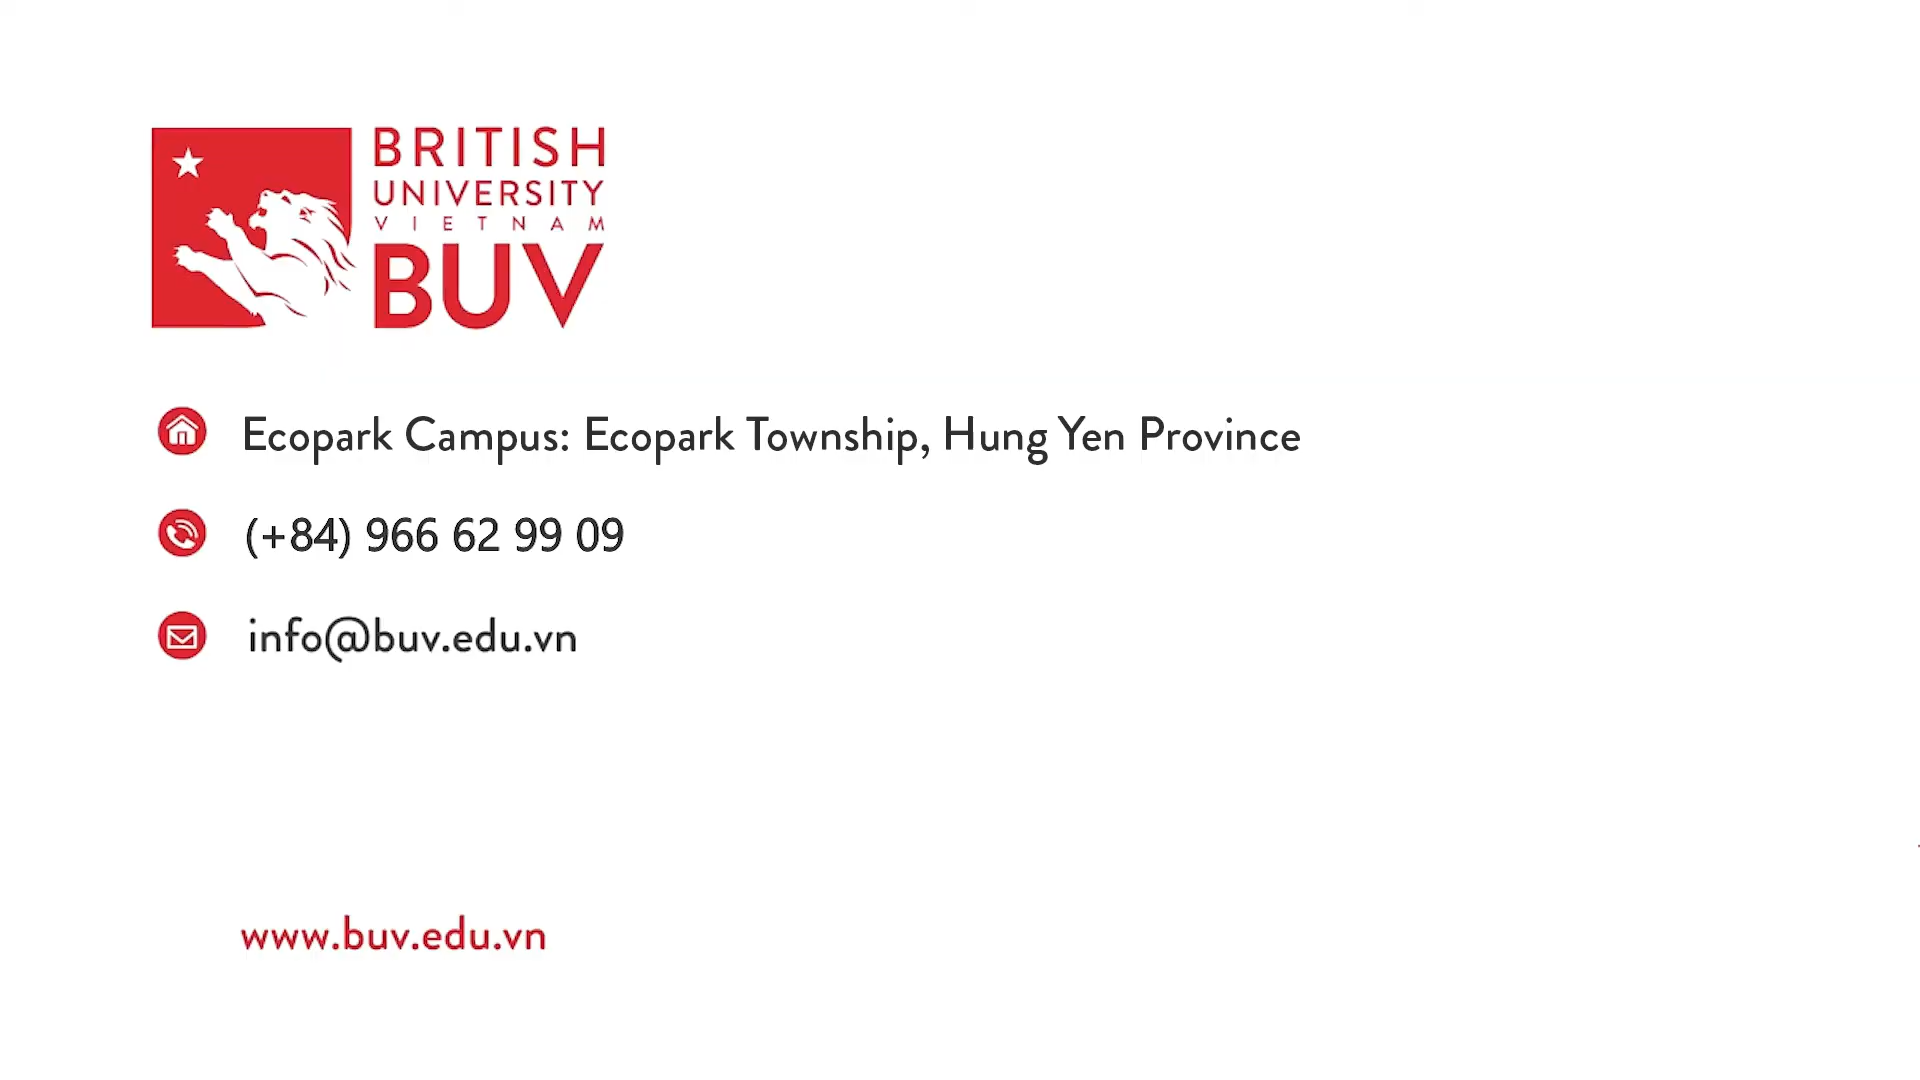 BRITISH
UNIVERSITY
VIETNAM
BUV
Ecopark Campus: Ecopark Township, Hung Yen Province
(+84) 966 62 99 09
info@buv.edu.vn
www.buv.edu.vn